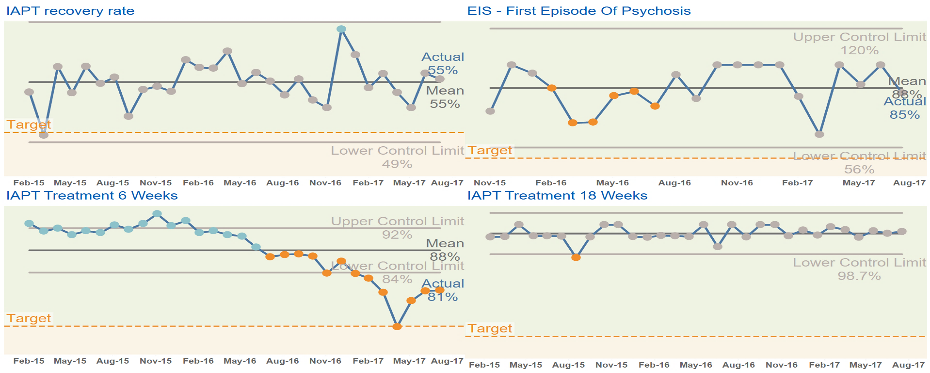 IAPT recovery rate
Actual
55%
Mean
55%
Target
Lower Control Limit
49%
Feb-15 May-15 Aug-15 Nov-15 Feb-16 May-16 Aug-16 Nov-16 Feb-17 May-17 Aug-17
EIS - First Episode Of Psychosis
Upper Control Limit
120%
Mean
88%
Actual
85%
Target
Lower Control Limit
56%
Nov-15 Feb-16 May-16 Aug-16 Nov-16 Feb-17 May-17 Aug-17
IAPT Treatment 6 Weeks
Upper Control Limit
92%
Mean
88%
Lower Control Limit
84%
Actual
81%
Target
Feb-15 May-15 Aug-15 Nov-15 Feb-16 May-16 Aug-16 Nov-16 Feb-17 May-17 Aug-17
IAPT Treatment 18 Weeks
Lower Control Limit
98.7%
Target
Feb-15 May-15 Aug-15 Nov-15 Feb-16 May-16 Aug-16 Nov-16 Feb-17 May-17 Aug-17